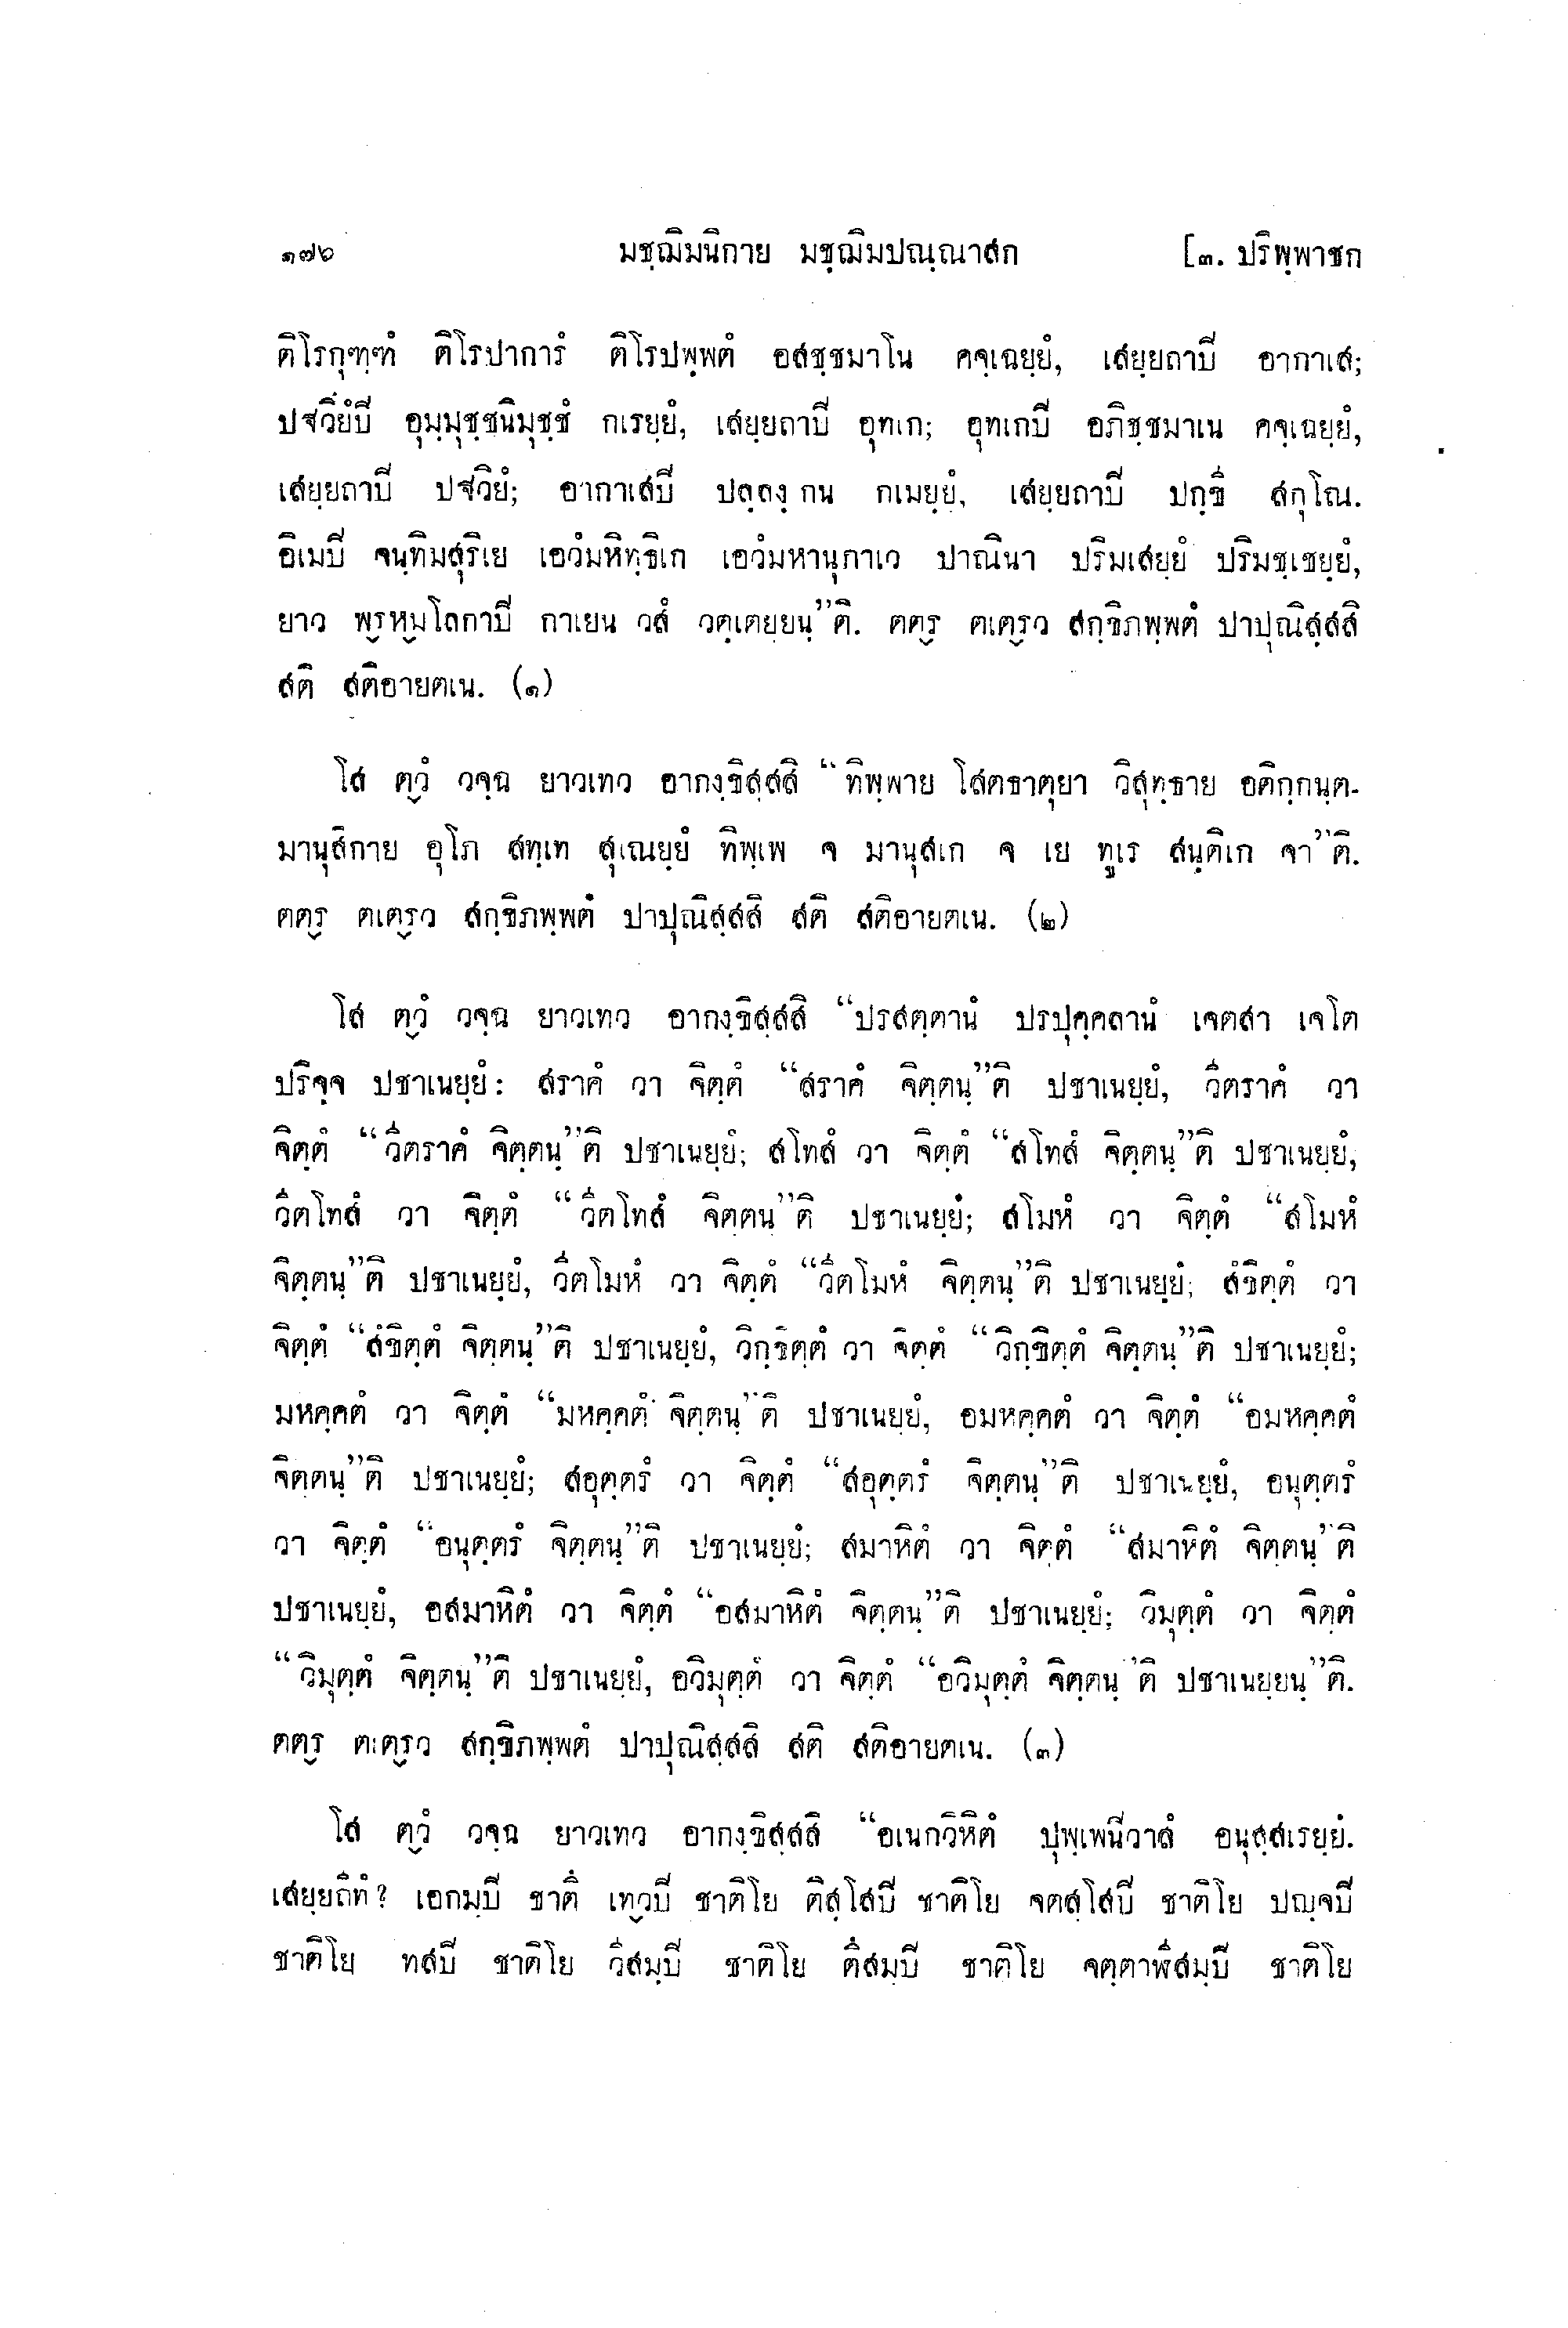 ๑๗๖ มชฺฌิมนิกาย มชฺฌิมปณฺณาสก [๓. ปริพฺพาชก
ติโรกุฑฺฑํ ติโรปาการํ ติโรปพฺพตํ อสชฺชมาโน คจฺเฉยฺยํ, เสยฺยถาปี อากาเส;
ปฐวิยํปี อุมฺมุชฺชนิมุชฺชํ กเรยฺยํ, เสยฺยถาปี อุทเก; อุทเกปี อภิชฺชมาเน คจฺเฉยฺยํ,
เสยฺยถาปี ปฐวิยํ; อากาเสปี ปลฺลงฺกน กเมยฺยํ, เสยฺยถาปี ปกฺขี สกุโณ.
อิเมปี จนฺทิมสุริเย เอวํมหิทฺธิเก เอวํมหานุภาเว ปาณินา ปริมเสยฺยํ ปริมชฺเชยฺยํ,
ยาว พฺรหฺมโลกาปี กาเยน วสํ วตฺเตยฺยนฺ”ติ. ตตฺร ตเตฺรว สกฺขิภพฺพตํ ปาปุณิสฺสสิ
สติ สติอายตเน. (๑)
โส ตฺวํ วจฺฉ ยาวเทว อากงฺขิสฺสสิ “ทิพฺพาย โสตธาตุยา วิสุทฺธาย อติกฺกนฺต-
มานุสิกาย อุโภ สทฺเท สุเณยฺยํ ทิพฺเพ จ มานุสเก จ เย ทูเร สนฺติเก จา”ติ.
ตตฺร ตเตฺรว สกฺขิภพฺพตํ ปาปุณิสฺสสิ สติ สติอายตเน. (๒)
โส ตฺวํ วจฺฉ ยาวเทว อากงฺขิสฺสสิ “ปรสตฺตานํ ปรปุคฺคลานํ เจตสา เจโต
ปริจฺจ ปชาเนยฺยํ: สราคํ วา จิตฺตํ “สราคํ จิตฺตนฺ”ติ ปชาเนยฺยํ, วีตราคํ วา
จิตฺตํ “วีตราคํ จิตฺตนฺ”ติ ปชาเนยฺยํ; สโทสํ วา จิตฺตํ “สโทสํ จิตฺตนฺ”ติ ปชาเนยฺยํ,
วีตโทสํ วา จิตฺตํ “วีตโทสํ จิตฺตนฺ”ติ ปชาเนยฺยํ; สโมหํ วา จิตฺตํ “สโมหํ
จิตฺตนฺ”ติ ปชาเนยฺยํ, วีตโมหํ วา จิตฺตํ “วีตโมหํ จิตฺตนฺ”ติ ปชาเนยฺยํ; สํขิตฺตํ วา
จิตฺตํ “สํขิตฺตํ จิตฺตนฺ”ติ ปชาเนยฺยํ, วิกฺขิตฺตํ วา จิตฺตํ “วิกฺขิตฺตํ จิตฺตนฺ”ติ ปชาเนยฺยํ;
มหคฺคตํ วา จิตฺตํ “มหคฺคตํ จิตฺตนฺ”ติ ปชาเนยฺยํ, อมหคฺคตํ วา จิตฺตํ “อมหคฺคตํ
จิตฺตนฺ”ติ ปชาเนยฺยํ; สอุตฺตรํ วา จิตฺตํ “สอุตฺตรํ จิตฺตนฺ”ติ ปชาเนยฺยํ, อนุตฺตรํ
วา จิตฺตํ “อนุตฺตรํ จิตฺตนฺ”ติ ปชาเนยฺยํ; สมาหิตํ วา จิตฺตํ “สมาหิตํ จิตฺตนฺ”ติ
ปชาเนยฺยํ, อสมาหิตํ วา จิตฺตํ “อสมาหิตํ จิตฺตนฺ”ติ ปชาเนยฺยํ; วิมุตฺตํ วา จิตฺตํ
“วิมุตฺตํ จิตฺตนฺ”ติ ปชาเนยฺยํ, อวิมุตฺตํ วา จิตฺตํ “อวิมุตฺตํ จิตฺตนฺ”ติ ปชาเนยฺยนฺ”ติ.
ตตฺร ตเตฺรว สกฺขิภพฺพตํ ปาปุณิสฺสสิ สติ สติอายตเน. (๓)
โส ตฺวํ วจฺฉ ยาวเทว อากงฺขิสฺสสิ “อเนกวิหิตํ ปุพฺเพนิวาสํ อนุสฺสเรยฺยํ.
เสยฺยถีทํ? เอกมฺปี ชาตึ เทฺวปี ชาติโย ติสฺโสปี ชาติโย จตสฺโสปี ชาติโย ปญฺจปี
ชาติโย ทสปี ชาติโย วีสมฺปี ชาติโย ตึสมฺปี ชาติโย จตฺตาฬีสมฺปี ชาติโย